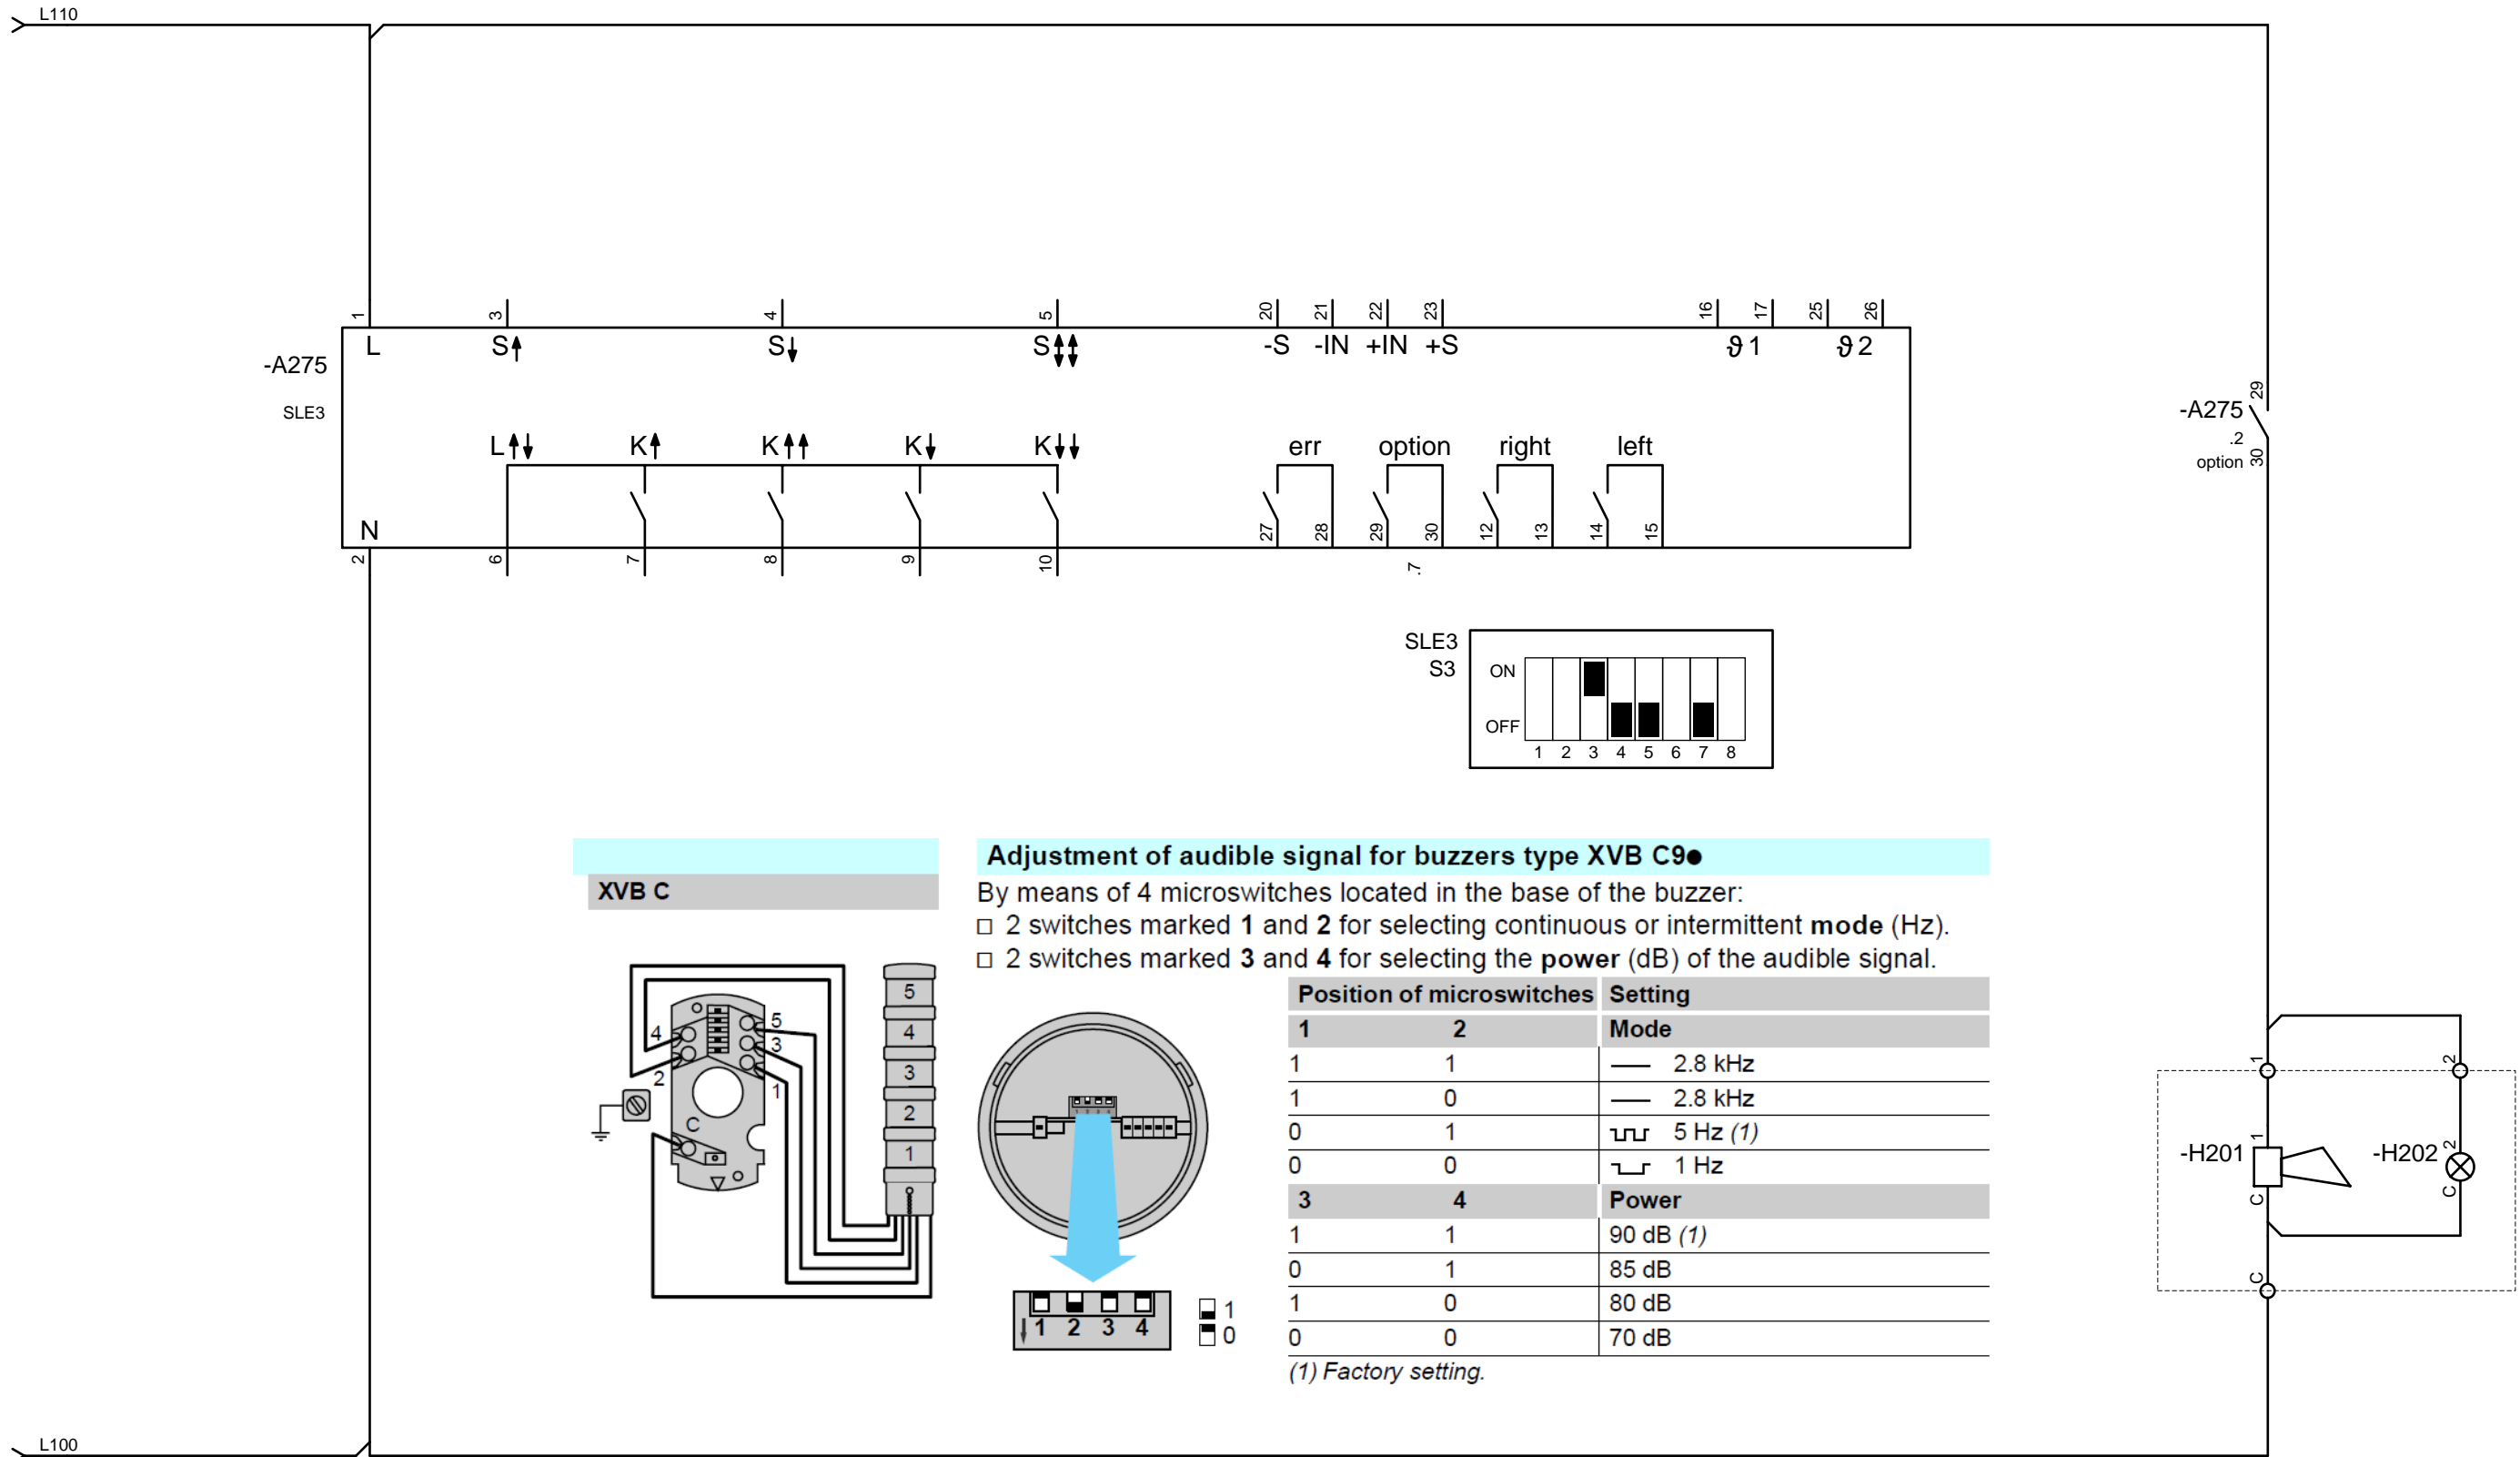 L110
1 3 4 5 20 21 22 23 16 17 25 26
L S S S -S -IN +IN +S ϑ 1 ϑ 2
-A275
SLE3
L K K K K err option right left
N 27 28 29 30 12 13 14 15
2 6 7 8 9 10 .7
-A275 29
.2
option 30
SLE3
S3 ON
OFF
1 2 3 4 5 6 7 8
XVB C
5
4
3
2
1
4 5
3
2 1
C
Adjustment of audible signal for buzzers type XVB C9●
By means of 4 microswitches located in the base of the buzzer:
□ 2 switches marked 1 and 2 for selecting continuous or intermittent mode (Hz).
□ 2 switches marked 3 and 4 for selecting the power (dB) of the audible signal.
1 2 3 4
1
0
Position of microswitches Setting
1 2 Mode
1 1 2.8 kHz
1 0 2.8 kHz
0 1 5 Hz (1)
0 0 1 Hz
3 4 Power
1 1 90 dB (1)
0 1 85 dB
1 0 80 dB
0 0 70 dB
(1) Factory setting.
1 2
-H201 1 -H202 2
C C
C
L100